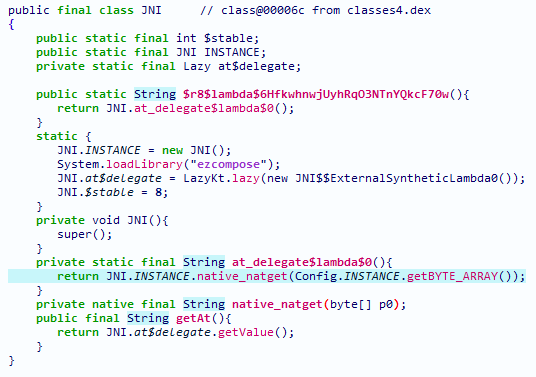 public final class JNI     // class@00006c from classes4.dex
{
    public static final int $stable;
    public static final JNI INSTANCE;
    private static final Lazy at$delegate;

    public static String $r8$lambda$6HfkwhnwjUyhRqO3NTnYQkcF70w(){
       return JNI.at_delegate$lambda$0();
    }
    static {
       JNI.INSTANCE = new JNI();
       System.loadLibrary("ezcompose");
       JNI.at$delegate = LazyKt.lazy(new JNI$$ExternalSyntheticLambda0());
       JNI.$stable = 8;
    }
    private void JNI(){
       super();
    }
    private static final String at_delegate$lambda$0(){
       return JNI.INSTANCE.native_natget(Config.INSTANCE.getBYTE_ARRAY());
    }
    private native final String native_natget(byte[] p0);
    public final String getAt(){
       return JNI.at$delegate.getValue();
    }
}